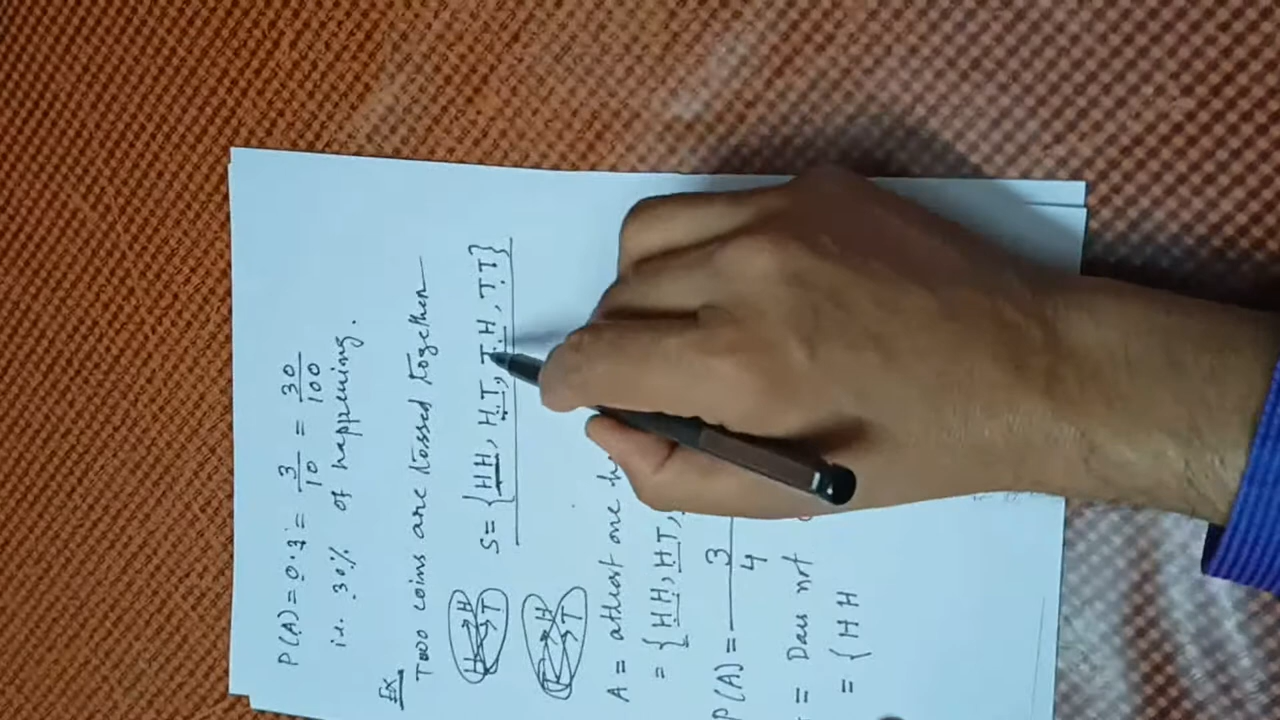 P(A) = 0.3 = 3/10 = 30/100
i.e. 30% of happening.
Ex
Two coins are tossed together
H → H
→ T
S = {HH, HT, TH, TT}
T → H
→ T
A = atleast one
= {HH, HT,
P(A) = 3/4
= Does not
= {HH